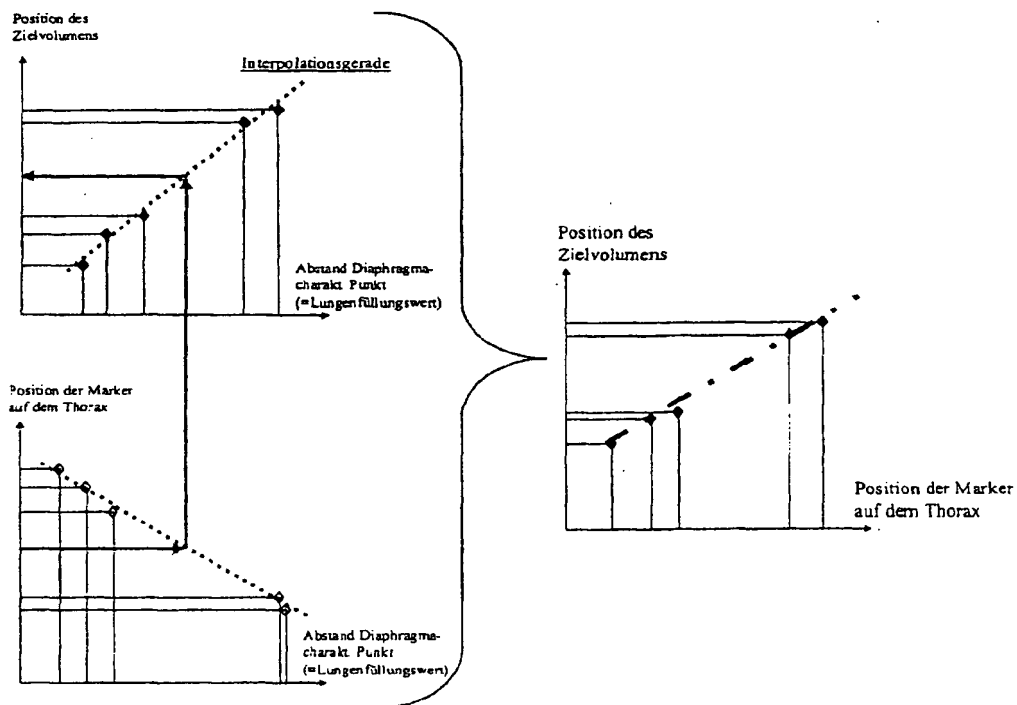 Position des
Zielvolumens
Interpolationsgerade
Abstand Diaphragma-
charakt. Punkt
(=Lungenfüllungswert)
Position der Marker
auf dem Thorax
Abstand Diaphragma-
charakt. Punkt
(=Lungenfüllungswert)
Position des
Zielvolumens
Position der Marker
auf dem Thorax